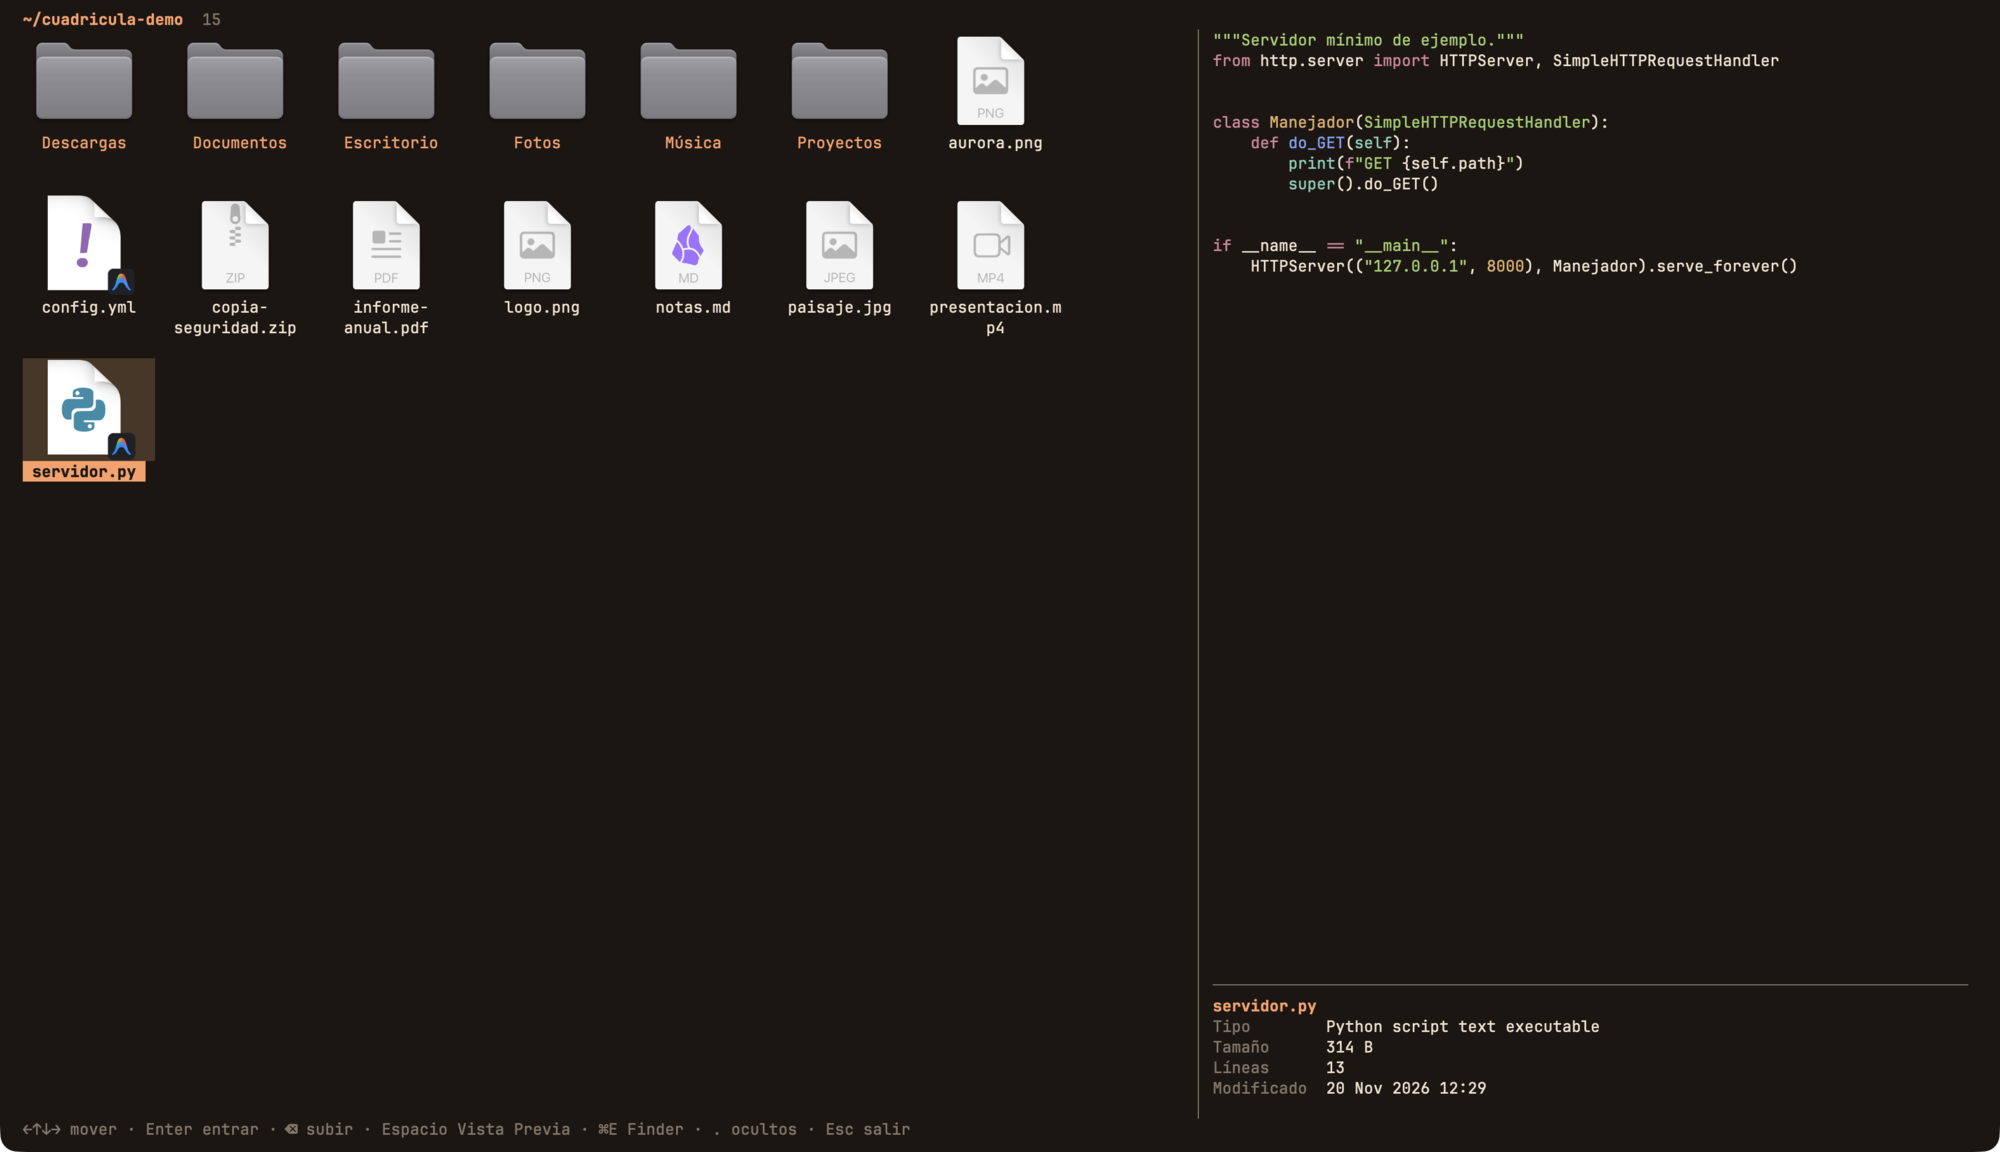 ~/cuadricula-demo 15
Descargas Documentos Escritorio Fotos Música Proyectos aurora.png
PNG
ZIP PDF PNG MD JPEG MP4
config.yml copia-seguridad.zip informe-anual.pdf logo.png notas.md paisaje.jpg presentacion.mp4
servidor.py
"""Servidor mínimo de ejemplo."""
from http.server import HTTPServer, SimpleHTTPRequestHandler
class Manejador(SimpleHTTPRequestHandler):
    def do_GET(self):
        print(f"GET {self.path}")
        super().do_GET()
if __name__ == "__main__":
    HTTPServer(("127.0.0.1", 8000), Manejador).serve_forever()
servidor.py
Tipo Python script text executable
Tamaño 314 B
Líneas 13
Modificado 20 Nov 2026 12:29
←↑↓→ mover · Enter entrar · ⌫ subir · Espacio Vista Previa · ⌘E Finder · . ocultos · Esc salir